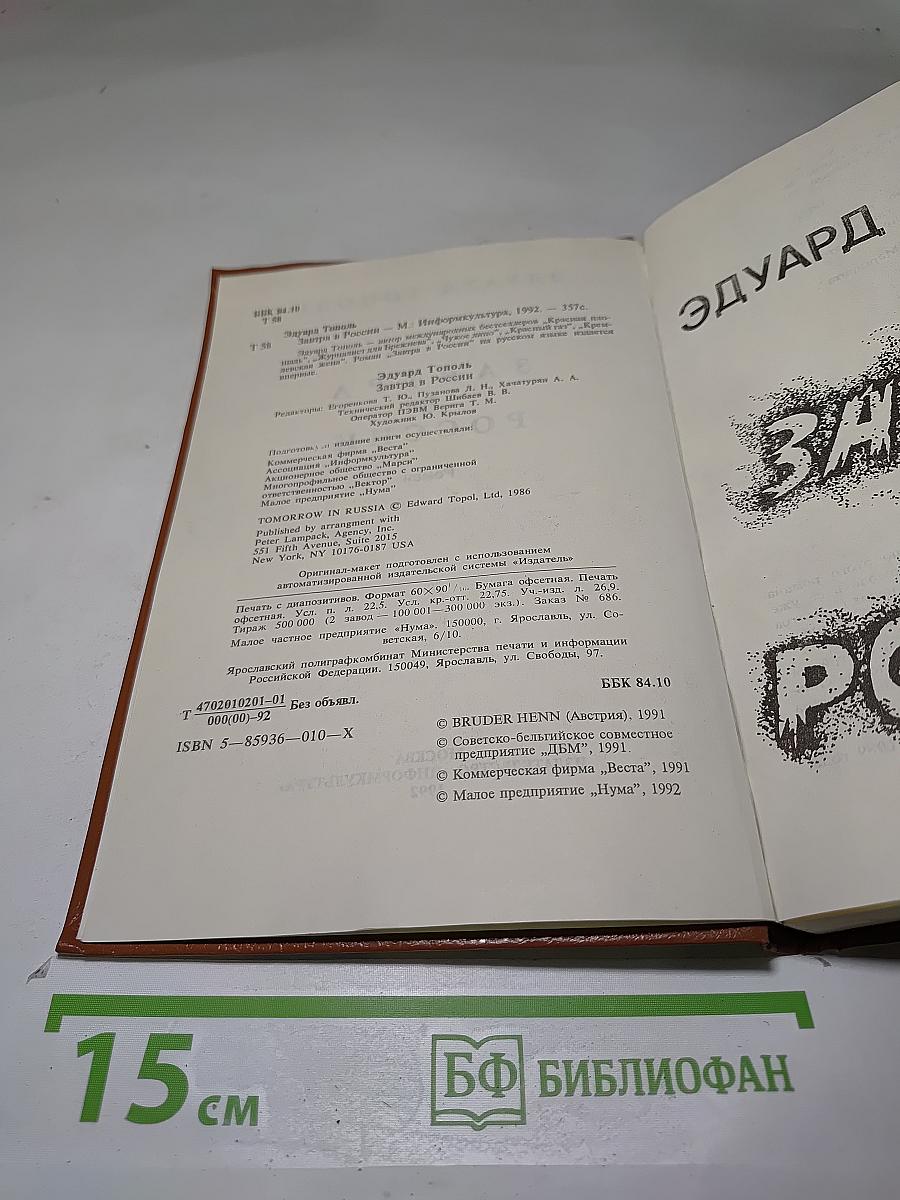 ББК 84.10
Т 58
Эдуард Тополь
Т 58
Завтра в России — М.: Информкультура, 1992. — 357с.
Эдуард Тополь — автор международных бестселлеров „Красная пло-
щадь", „Журналист для Брежнева", „Чужое лицо", „Красный газ", „Крем-
левская жена". Роман „Завтра в России" на русском языке издается
впервые.
Эдуард Тополь
Завтра в России
Редакторы: Егоренкова Т. Ю., Пузанова Л. Н., Хачатурян А. А.
Технический редактор Шибаев В. В.
Оператор ПЭВМ Верига Т. М.
Художник Ю. Крылов
издание книги осуществляли:
Коммерческая фирма „Веста"
Ассоциация „Информкультура"
Акционерное общество „Марси"
Многопрофильное общество с ограниченной
ответственностью „Вектор"
Малое предприятие „Нума"
TOMORROW IN RUSSIA © Edward Topol, Ltd, 1986
Published by arrangment with
Peter Lampack, Agency, Inc.
551 Fifth Avenue, Suite 2015
New York, NY 10176-0187 USA
Оригинал-макет подготовлен с использованием
автоматизированной издательской системы «Издатель»
Печать с диапозитивов. Формат 60×90 Бумага офсетная. Печать
офсетная. Усл. п. л. 22,5. Усл. кр.-отт. 22,75. Уч.-изд. л. 26,9.
Тираж 500 000 (2 завод — 100 001—300 000 экз.). Заказ № 686.
Малое частное предприятие «Нума». 150000, г. Ярославль, ул. Со-
ветская, 6/10.
Ярославский полиграфкомбинат Министерства печати и информации
Российской Федерации. 150049, Ярославль, ул. Свободы, 97.
Т 4702010201—01
000(00)—92 Без объявл.
ББК 84.10
ISBN 5—85936—010—X
© BRUDER HENN (Австрия), 1991
© Советско-бельгийское совместное
предприятие „ДБМ", 1991.
© Коммерческая фирма „Веста", 1991
© Малое предприятие „Нума", 1992
ЭДУАРД
ЗА
РО
15 см
БФ БИБЛИОФАН